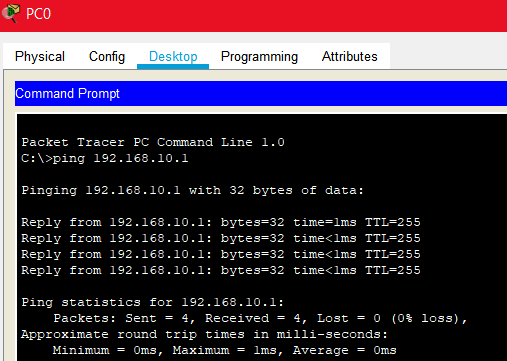 PC0
Physical Config Desktop Programming Attributes
Command Prompt
Packet Tracer PC Command Line 1.0
C:\>ping 192.168.10.1
Pinging 192.168.10.1 with 32 bytes of data:
Reply from 192.168.10.1: bytes=32 time=1ms TTL=255
Reply from 192.168.10.1: bytes=32 time<1ms TTL=255
Reply from 192.168.10.1: bytes=32 time<1ms TTL=255
Reply from 192.168.10.1: bytes=32 time<1ms TTL=255
Ping statistics for 192.168.10.1:
Packets: Sent = 4, Received = 4, Lost = 0 (0% loss),
Approximate round trip times in milli-seconds:
Minimum = 0ms, Maximum = 1ms, Average = 0ms